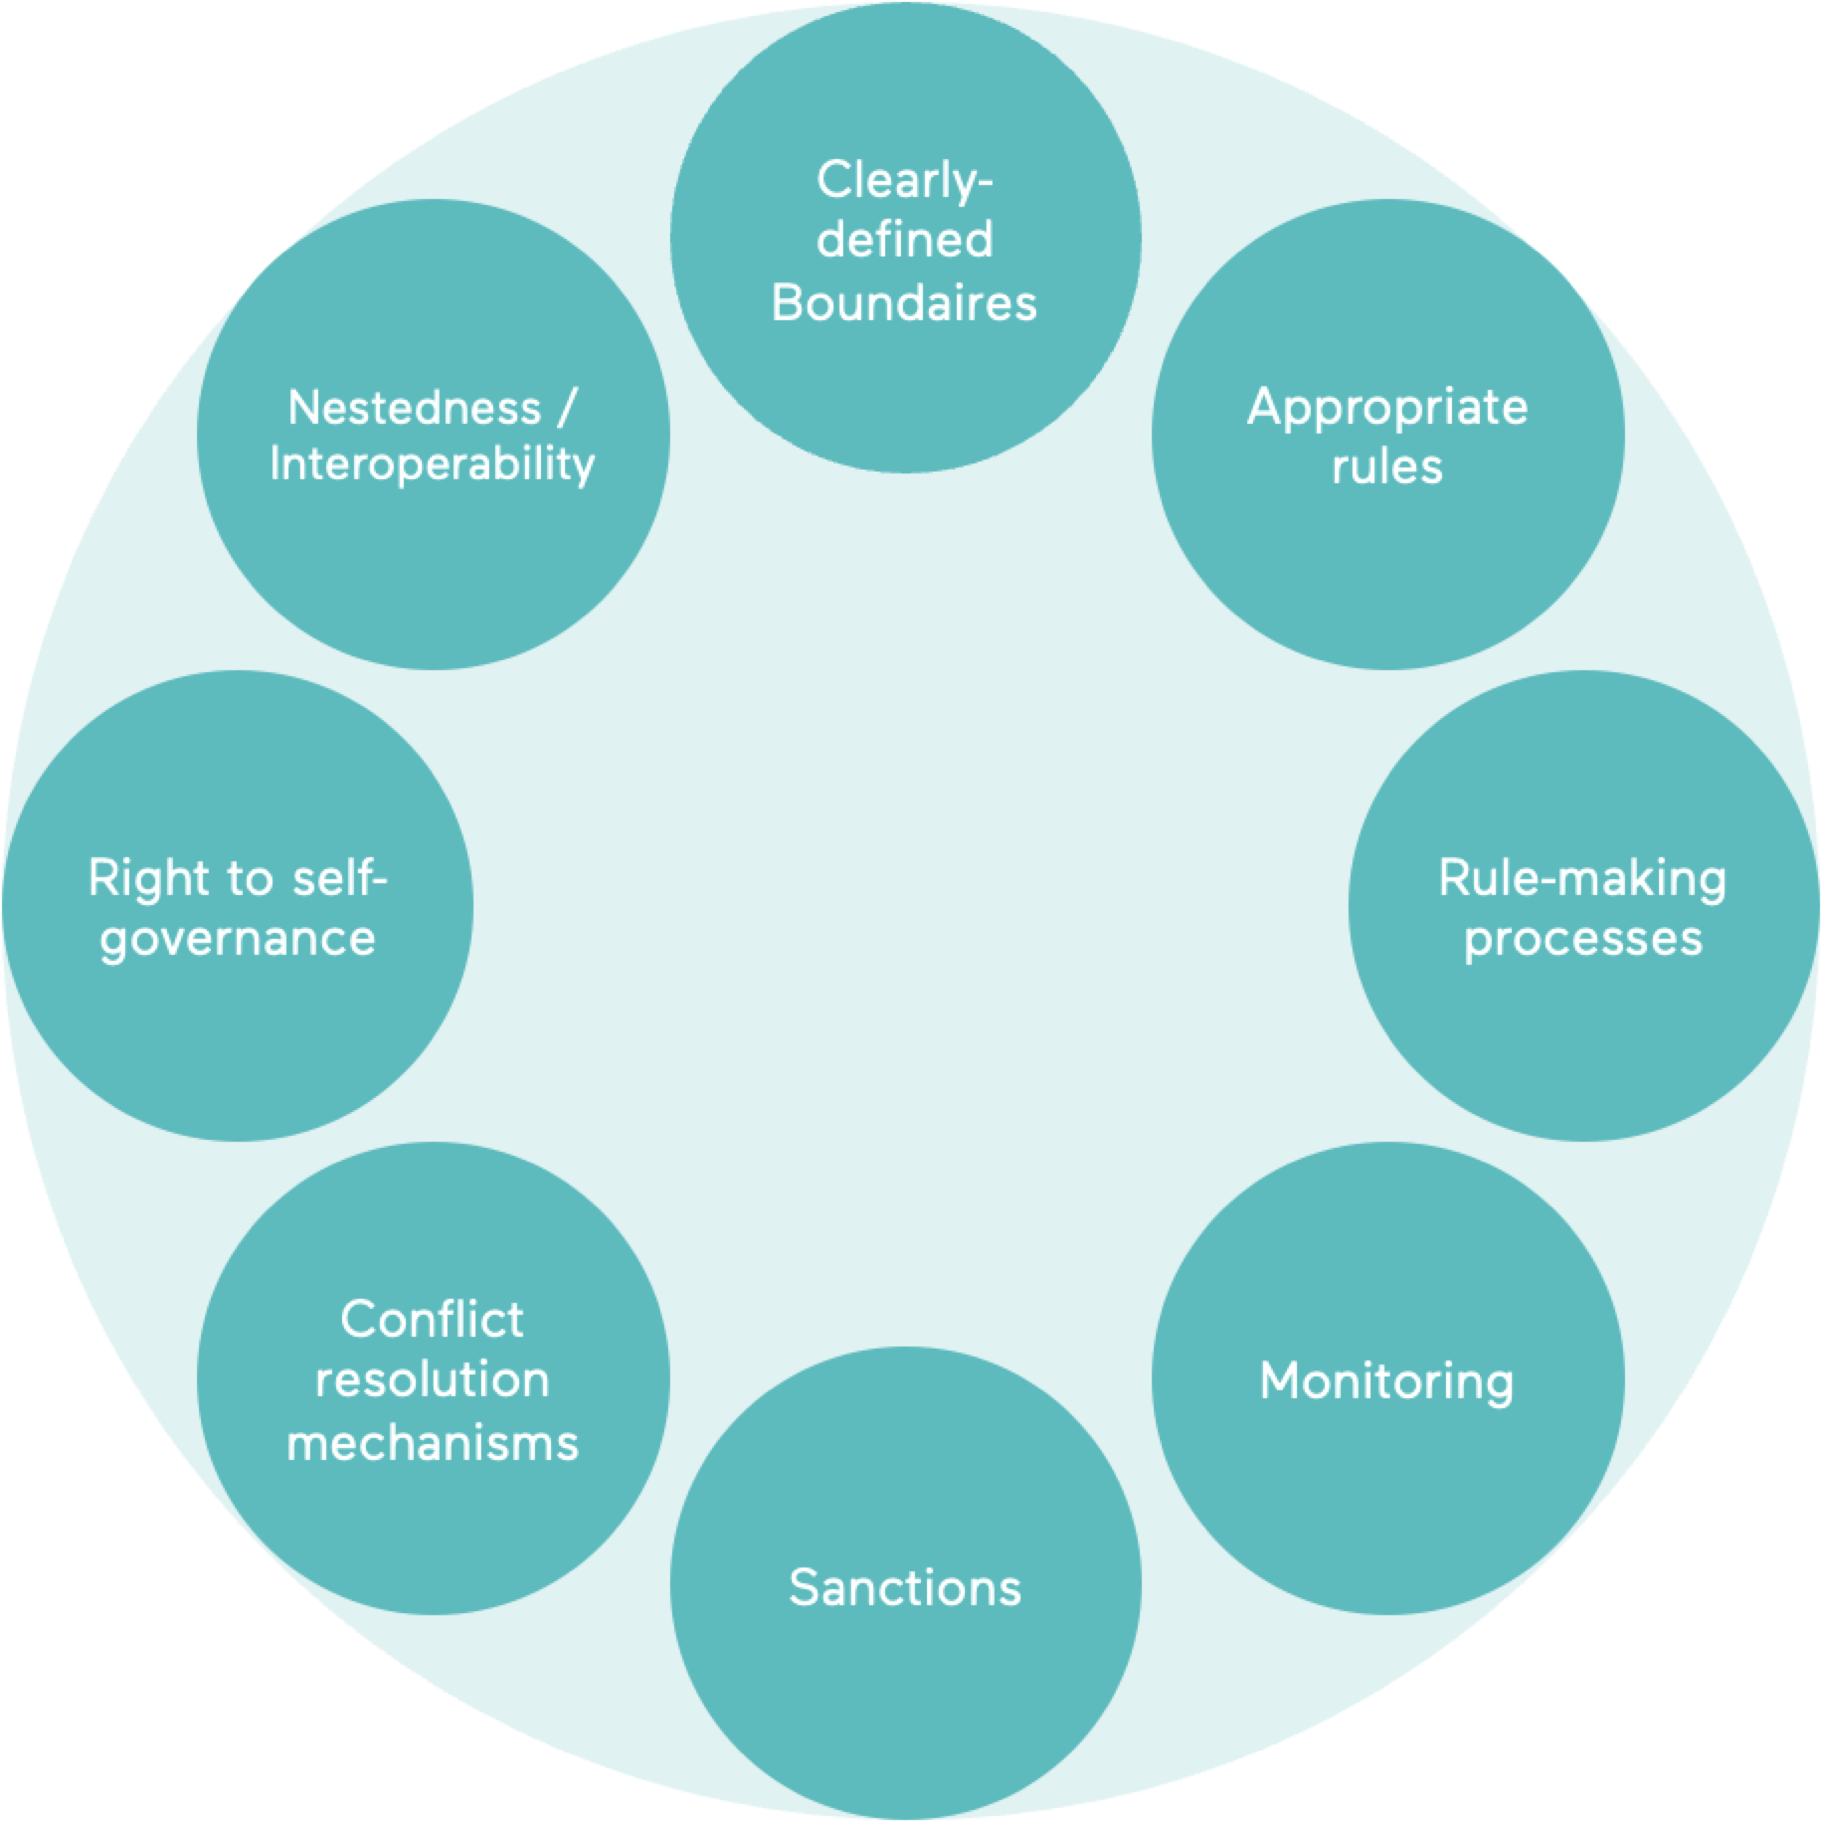 Clearly-
defined
Boundaires
Appropriate
rules
Rule-making
processes
Monitoring
Sanctions
Conflict
resolution
mechanisms
Right to self-
governance
Nestedness /
Interoperability